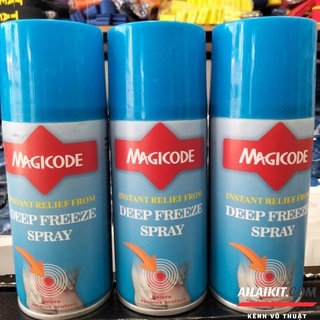 MAGICODE
INSTANT RELIEF FROM
DEEP FREEZE
SPRAY
MAGICODE
INSTANT RELIEF FROM
DEEP FREEZE
SPRAY
MAGICODE
INSTANT RELIEF FROM
DEEP FREEZE
SPRAY
AILAIKIT.COM
KÊNH VÕ THUẬT